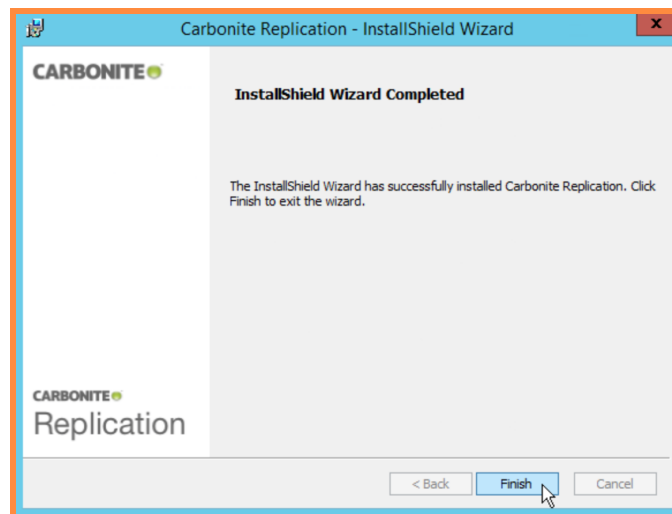 Carbonite Replication - InstallShield Wizard
x
CARBONITE
InstallShield Wizard Completed
The InstallShield Wizard has successfully installed Carbonite Replication. Click
Finish to exit the wizard.
CARBONITE
Replication
< Back
Finish
Cancel